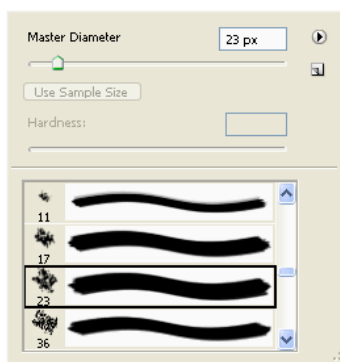 Master Diameter 23 px
Use Sample Size
Hardness:
11
17
23
36